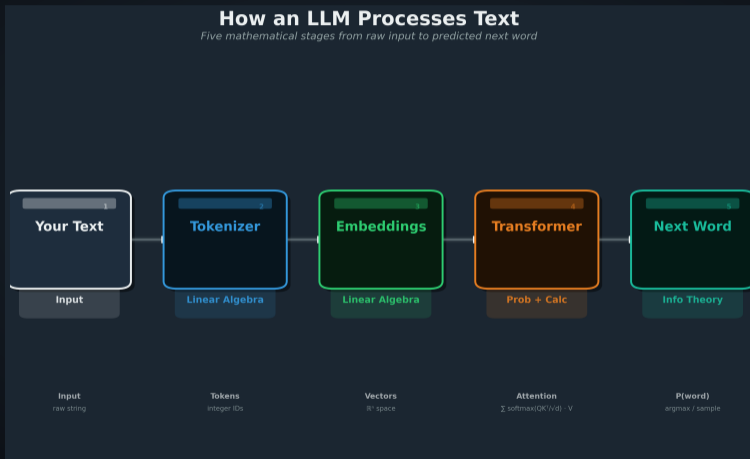 How an LLM Processes Text
Five mathematical stages from raw input to predicted next word
1
Your Text
Input
2
Tokenizer
Linear Algebra
3
Embeddings
Linear Algebra
4
Transformer
Prob + Calc
5
Next Word
Info Theory
Input
raw string
Tokens
integer IDs
Vectors
ℝⁿ space
Attention
∑ softmax(QKᵀ/√d) · V
P(word)
argmax / sample